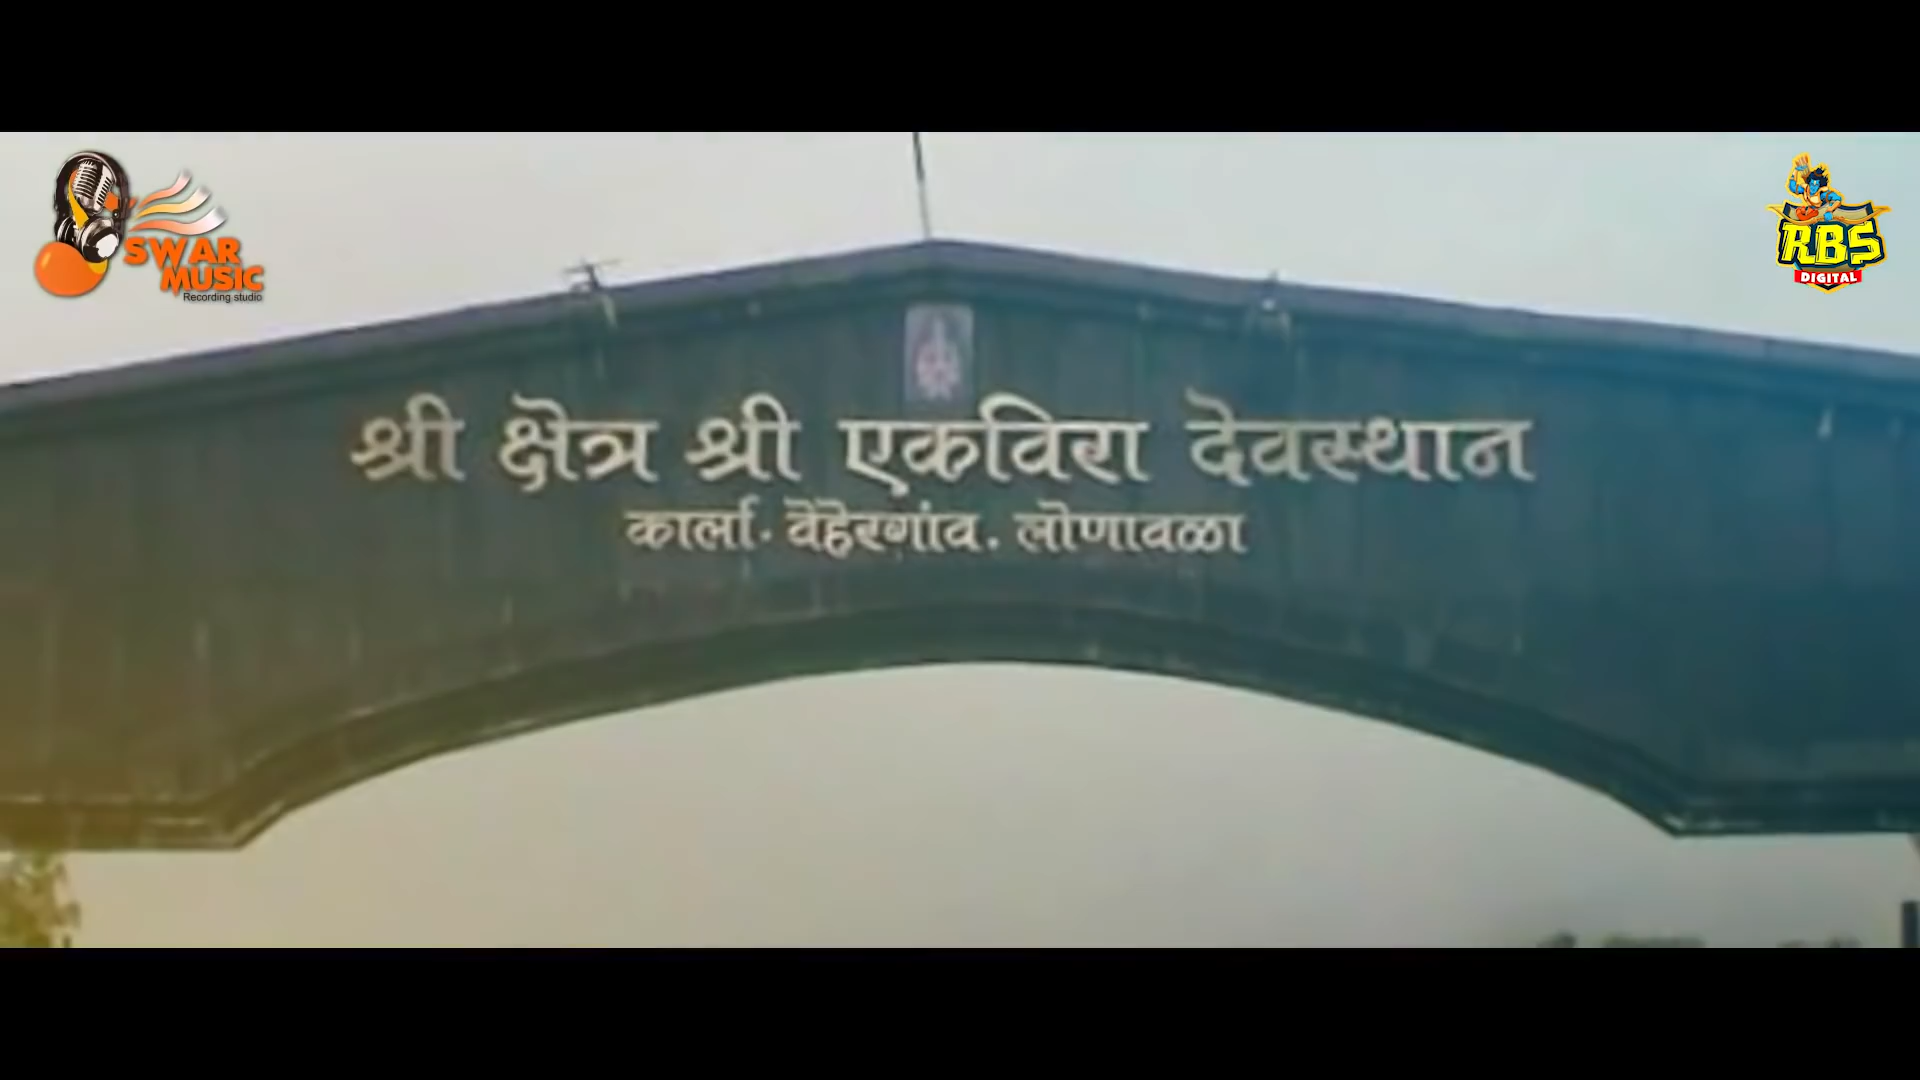 SWAR
MUSIC
Recording studio
RBS
DIGITAL
श्री क्षेत्र श्री एकविरा देवस्थान
कार्ला. वेहेरगांव. लोणावळा